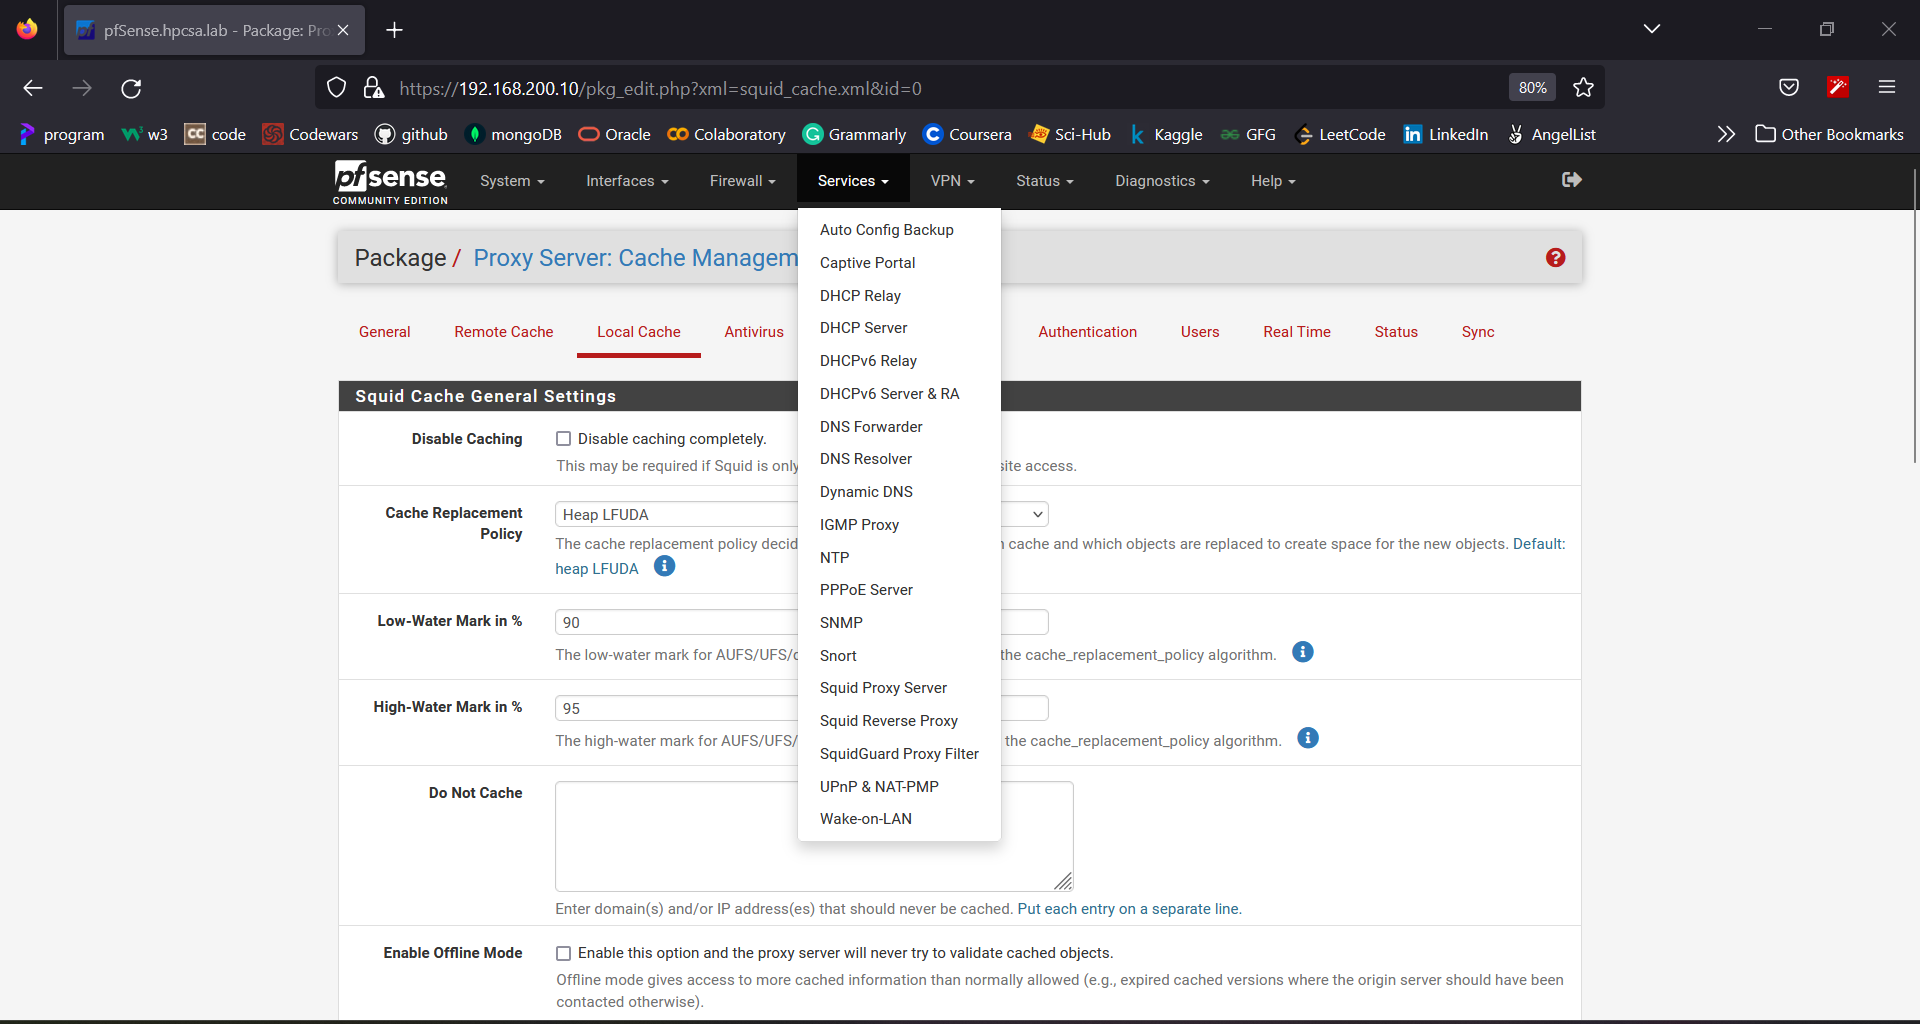 pfSense.hpcsa.lab - Package: Pro
https://192.168.200.10/pkg_edit.php?xml=squid_cache.xml&id=0
80%
program w3 code Codewars github mongoDB Oracle Colaboratory Grammarly Coursera Sci-Hub Kaggle GFG LeetCode LinkedIn AngelList Other Bookmarks
pfsense COMMUNITY EDITION
System Interfaces Firewall Services VPN Status Diagnostics Help
Auto Config Backup
Captive Portal
DHCP Relay
DHCP Server
DHCPv6 Relay
DHCPv6 Server & RA
DNS Forwarder
DNS Resolver
Dynamic DNS
IGMP Proxy
NTP
PPPoE Server
SNMP
Snort
Squid Proxy Server
Squid Reverse Proxy
SquidGuard Proxy Filter
UPnP & NAT-PMP
Wake-on-LAN
Package / Proxy Server: Cache Managem
General Remote Cache Local Cache Antivirus Authentication Users Real Time Status Sync
Squid Cache General Settings
Disable Caching
Disable caching completely.
This may be required if Squid is only site access.
Cache Replacement Policy
Heap LFUDA
The cache replacement policy decid cache and which objects are replaced to create space for the new objects. Default:
heap LFUDA
Low-Water Mark in %
90
The low-water mark for AUFS/UFS/ the cache_replacement_policy algorithm.
High-Water Mark in %
95
The high-water mark for AUFS/UFS/ the cache_replacement_policy algorithm.
Do Not Cache
Enter domain(s) and/or IP address(es) that should never be cached. Put each entry on a separate line.
Enable Offline Mode
Enable this option and the proxy server will never try to validate cached objects.
Offline mode gives access to more cached information than normally allowed (e.g., expired cached versions where the origin server should have been
contacted otherwise).